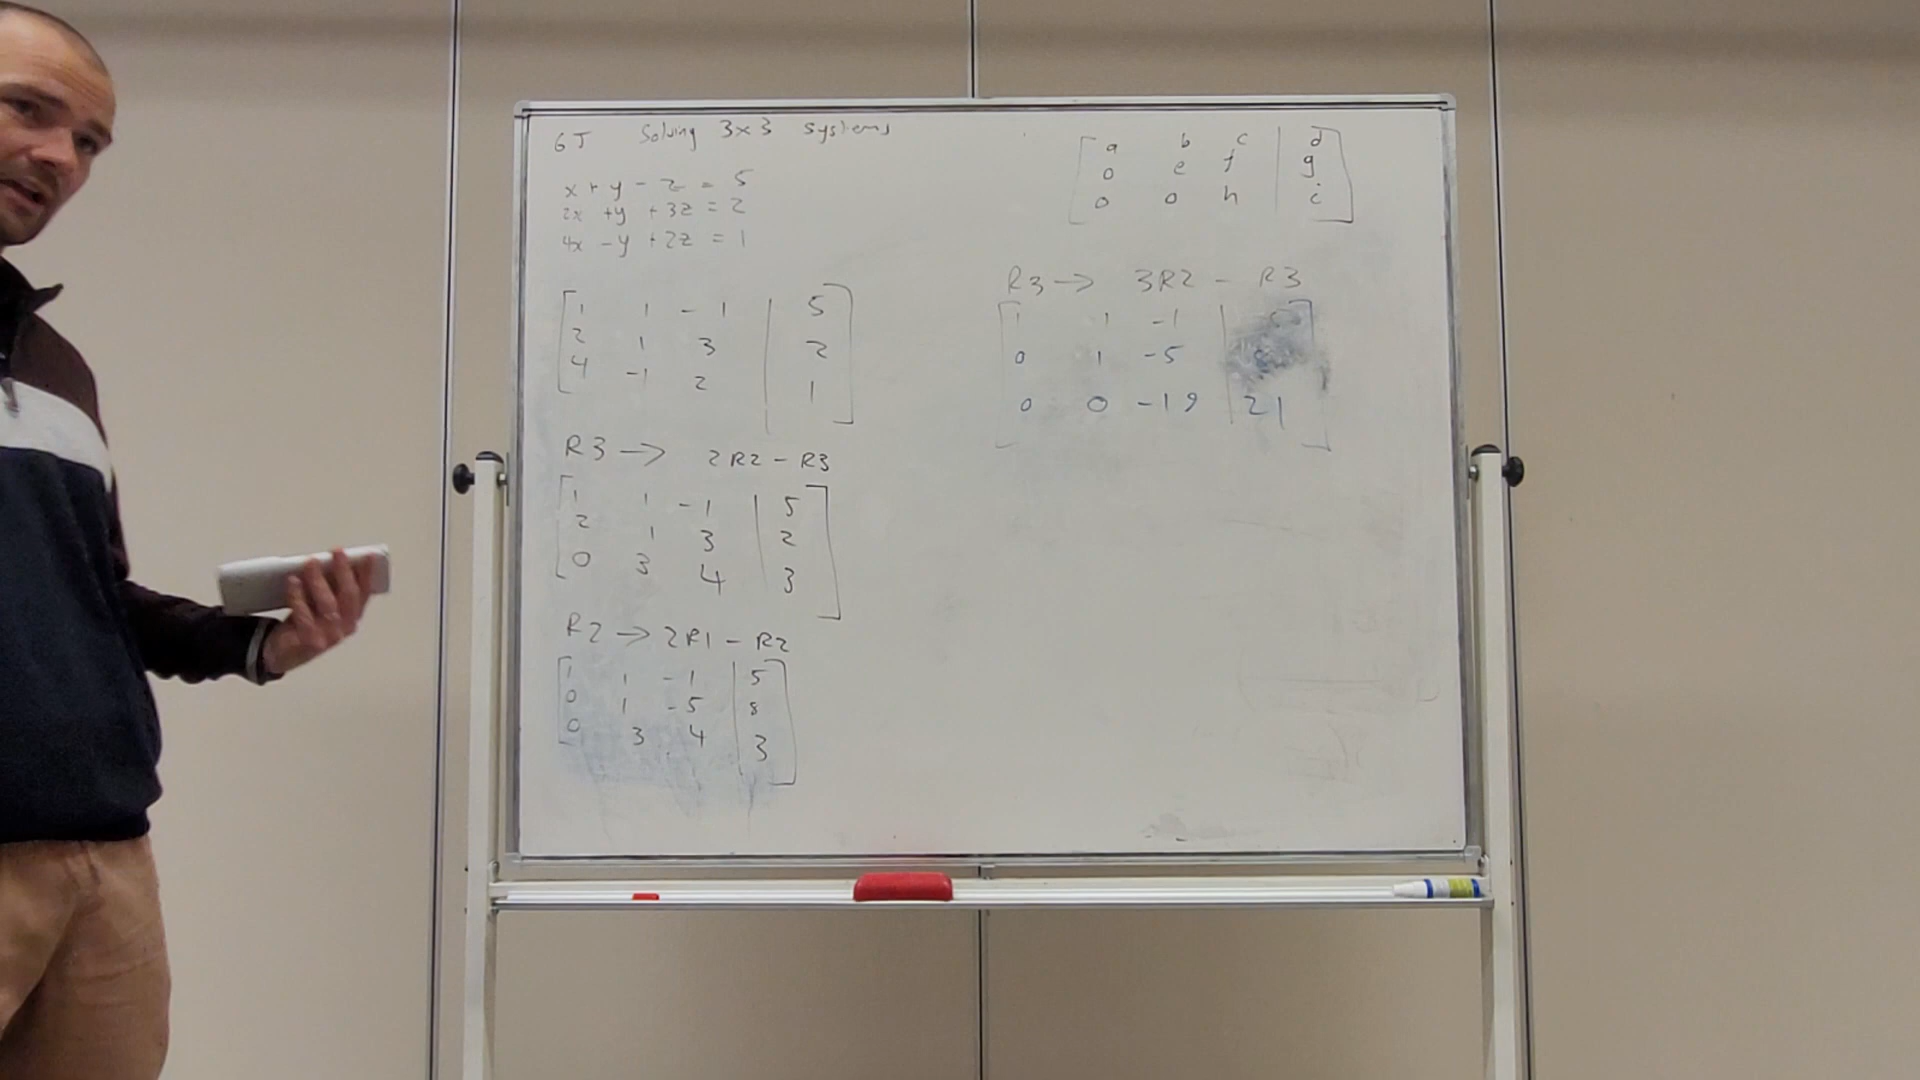 6J Solving 3x3 systems
x + y - z = 5
2x + y + 3z = 2
4x - y + 2z = 1
1 1 -1 | 5
2 1 3 | 2
4 -1 2 | 1
R3 → 2R2 - R3
1 1 -1 | 5
2 1 3 | 2
0 3 4 | 3
R2 → 2R1 - R2
1 1 -1 | 5
0 1 -5 | 8
0 3 4 | 3
a b c | d
0 e f | g
0 0 h | i
R3 → 3R2 - R3
1 1 -1 |
0 1 -5 | 8
0 0 -19 | 21